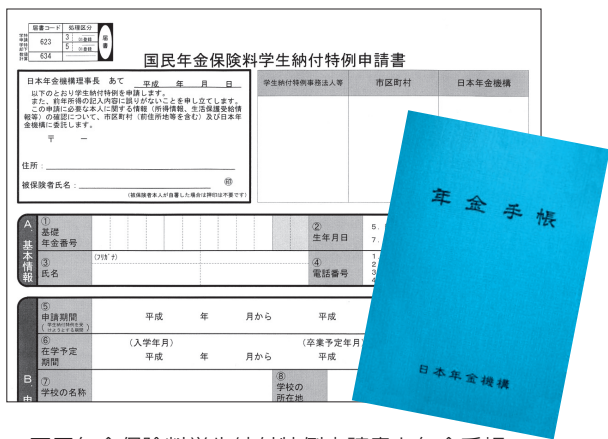 届書コード 処理区分 届書
623 3
5
634
国民年金保険料学生納付特例申請書
日本年金機構理事長 あて 平成 年 月 日
以下のとおり学生納付特例を申請します。
また、前年所得の記入内容に誤りがないことを申し立てします。
この申請に必要な本人に関する情報(所得情報、生活保護受給情
報等)の確認について、市区町村(前住所地等を含む)及び日本年
金機構に委託します。
〒 −
住所:
被保険者氏名: ㊞
(被保険者本人が自署した場合は押印は不要です)
学生納付特例事務法人等 市区町村 日本年金機構
A 基本情報
① 基礎年金番号
② 生年月日 5.
7.
③ 氏名 (フリガナ)
④ 電話番号 1
2
3
4
B
⑤ 申請期間 平成 年 月から 平成
⑥ 在学予定期間 (入学年月) 平成 年 月から (卒業予定年月) 平成
⑦ 学校の名称
⑧ 学校の所在地
年金手帳
日本年金機構